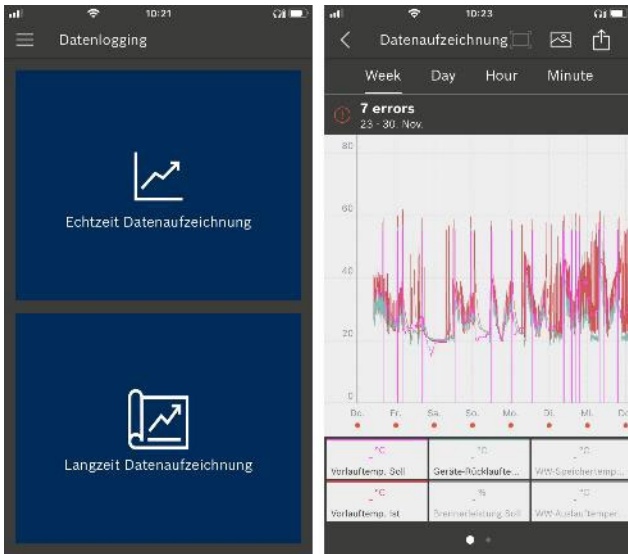 10:21
Datenlogging
Echtzeit Datenaufzeichnung
Langzeit Datenaufzeichnung
10:23
Datenaufzeichnung
Week Day Hour Minute
7 errors
23 - 30. Nov.
80
60
40
20
0
Do. Fr. Sa. So. Mo. Di. Mi. Do
_ °C _ °C _ °C
Vorlauftemp. Soll Geräte-Rücklaufte... WW-Speichertemp...
_ °C _ % _ °C
Vorlauftemp. Ist Brennerleistung Soll WW-Auslauftemper...